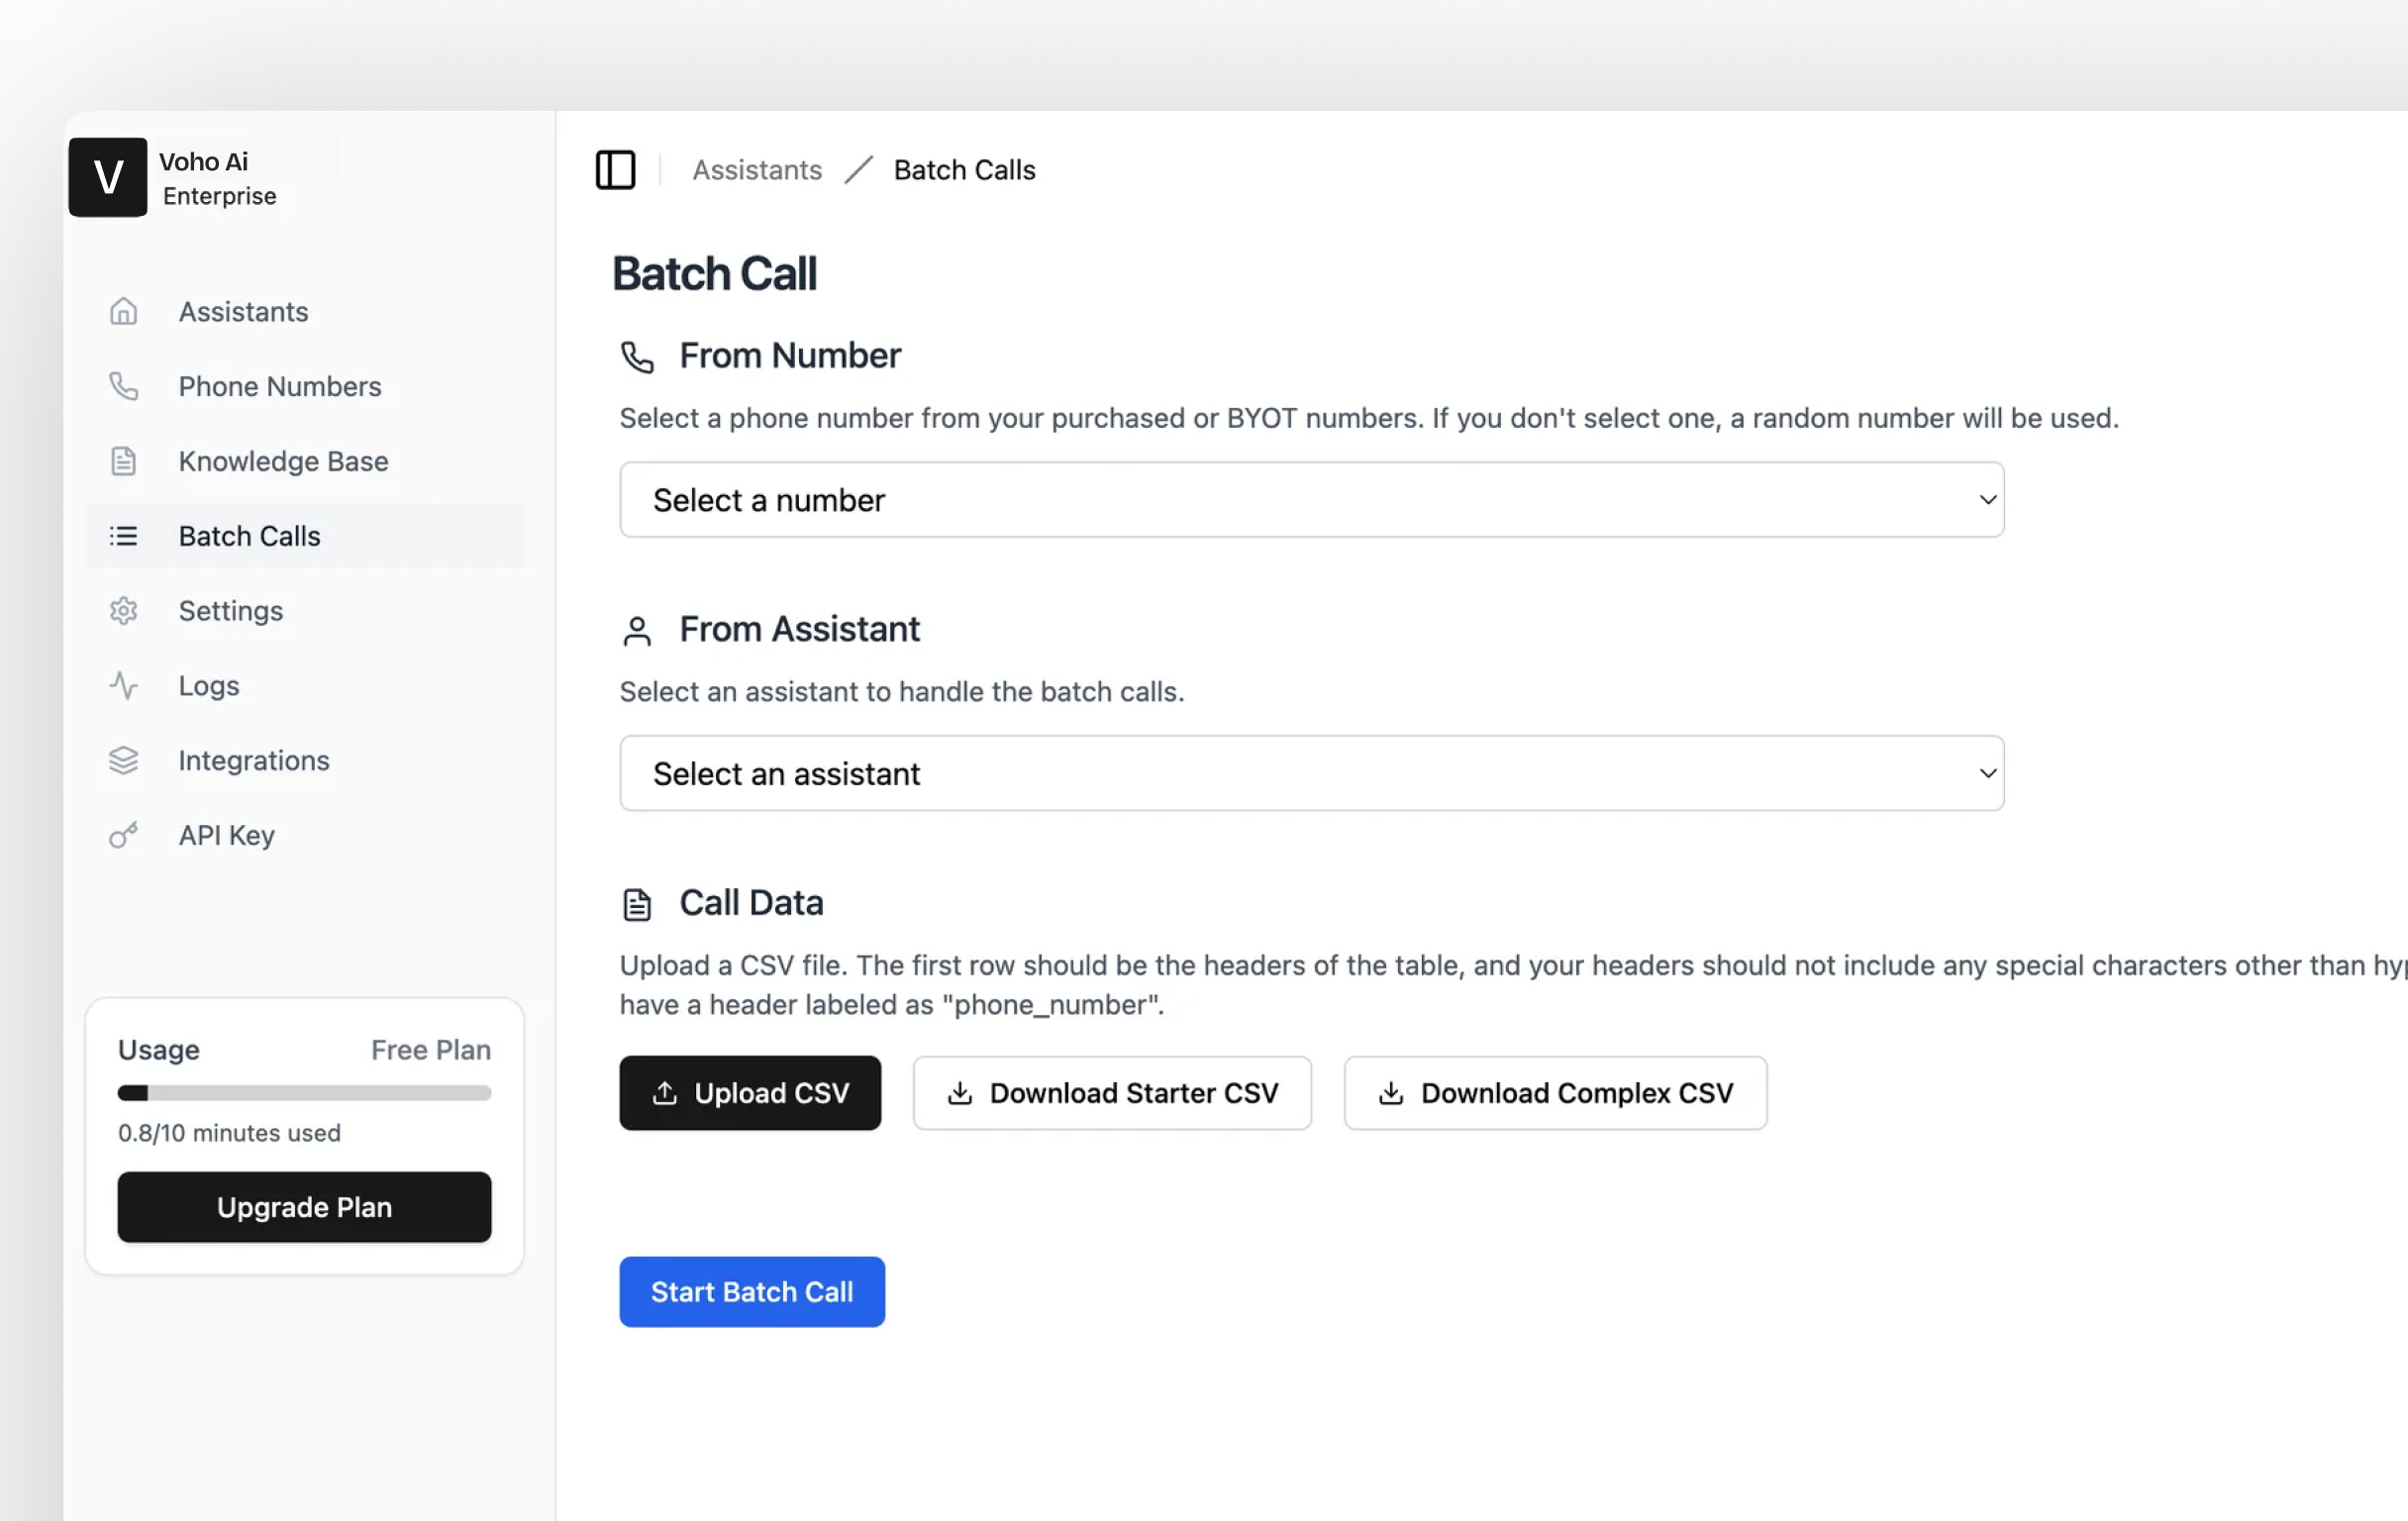 V
Voho Ai
Enterprise
Assistants
Phone Numbers
Knowledge Base
Batch Calls
Settings
Logs
Integrations
API Key
Usage
Free Plan
0.8/10 minutes used
Upgrade Plan
Assistants / Batch Calls
Batch Call
From Number
Select a phone number from your purchased or BYOT numbers. If you don't select one, a random number will be used.
Select a number
From Assistant
Select an assistant to handle the batch calls.
Select an assistant
Call Data
Upload a CSV file. The first row should be the headers of the table, and your headers should not include any special characters other than
have a header labeled as "phone_number".
Upload CSV
Download Starter CSV
Download Complex CSV
Start Batch Call